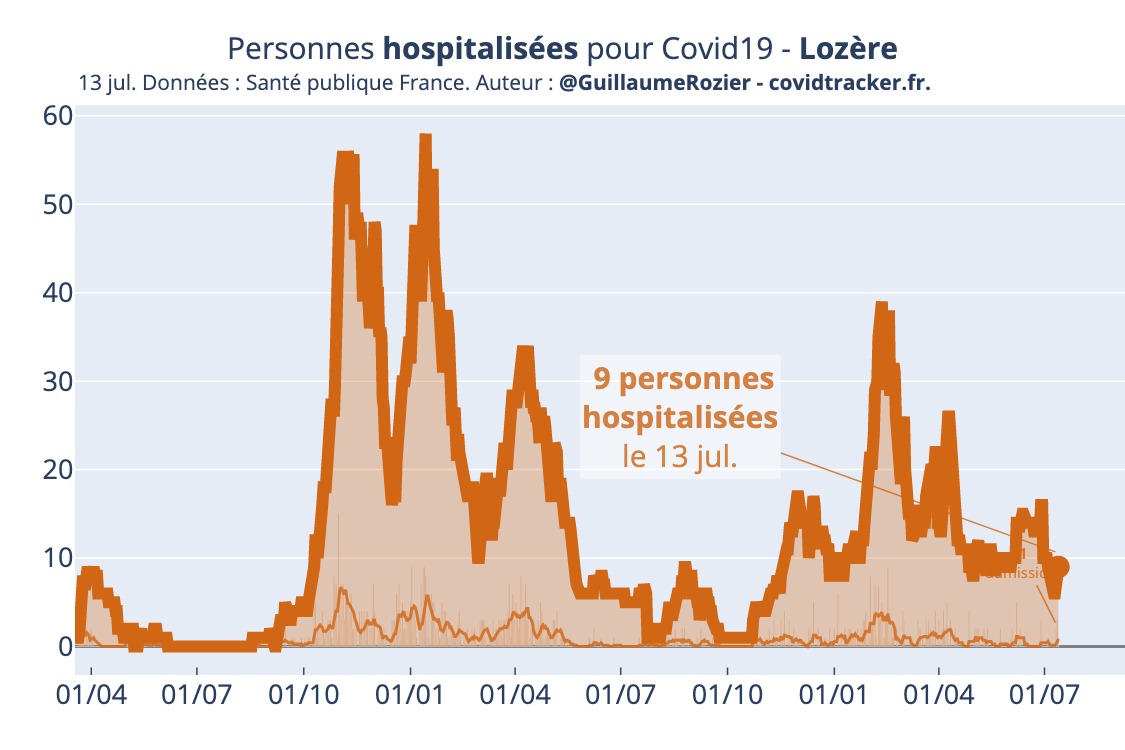 Personnes hospitalisées pour Covid19 - Lozère
13 jul. Données : Santé publique France. Auteur : @GuillaumeRozier - covidtracker.fr.
60
50
40
30
20
10
0
9 personnes
hospitalisées
le 13 jul.
01/04 01/07 01/10 01/01 01/04 01/07 01/10 01/01 01/04 01/07